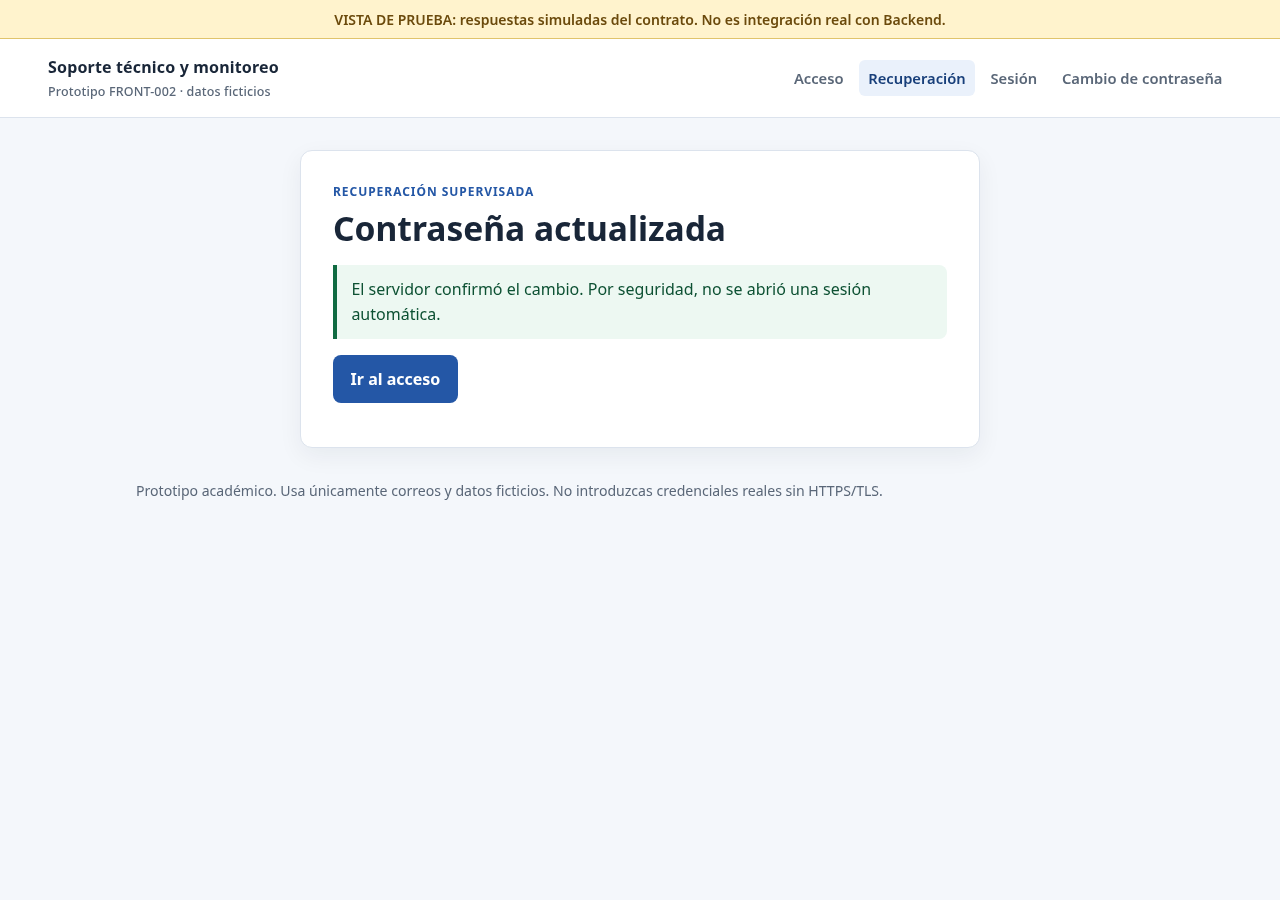 VISTA DE PRUEBA: respuestas simuladas del contrato. No es integración real con Backend.
Soporte técnico y monitoreo
Prototipo FRONT-002 · datos ficticios
Acceso
Recuperación
Sesión
Cambio de contraseña
RECUPERACIÓN SUPERVISADA
Contraseña actualizada
El servidor confirmó el cambio. Por seguridad, no se abrió una sesión
automática.
Ir al acceso
Prototipo académico. Usa únicamente correos y datos ficticios. No introduzcas credenciales reales sin HTTPS/TLS.